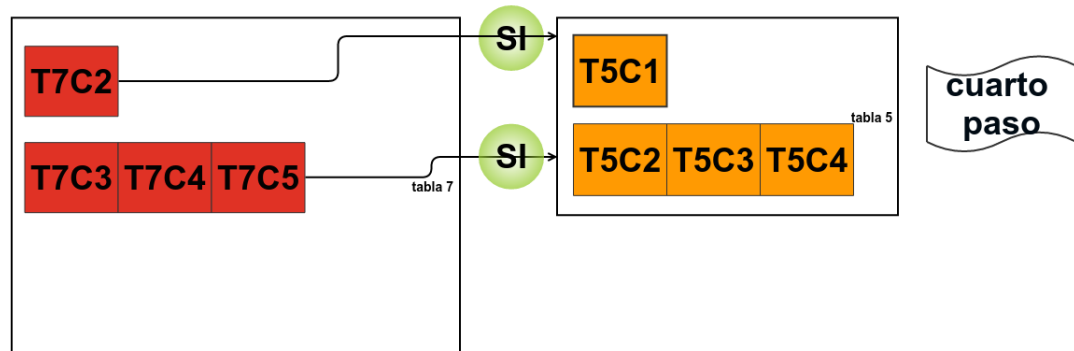 SI
T7C2
T5C1
cuarto
paso
tabla 5
SI
T7C3 T7C4 T7C5
T5C2 T5C3 T5C4
tabla 7